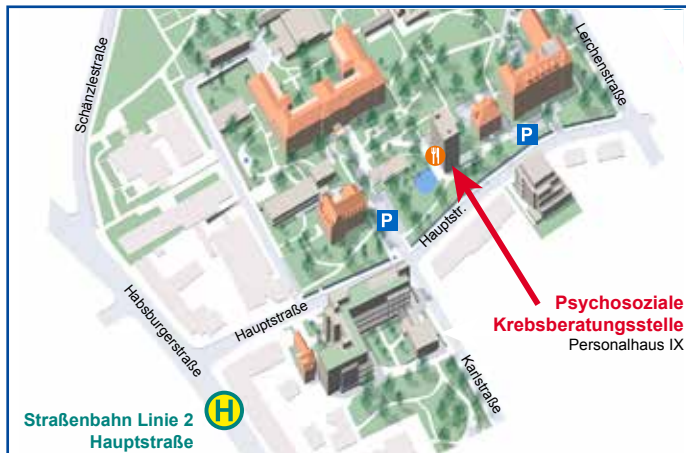 Schänzlestraße
Lerchenstraße
P
Hauptstr.
P
Psychosoziale
Krebsberatungsstelle
Personalhaus IX
Habsburgerstraße
Hauptstraße
Karlstraße
H
Straßenbahn Linie 2
Hauptstraße